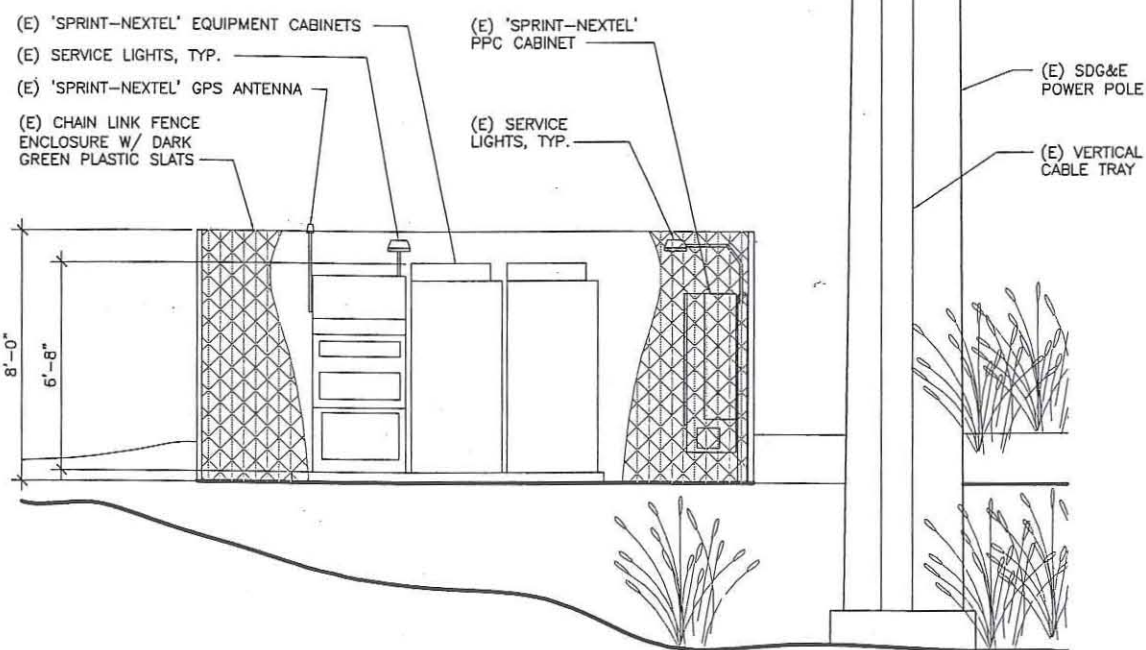 (E) 'SPRINT-NEXTEL' EQUIPMENT CABINETS
(E) SERVICE LIGHTS, TYP.
(E) 'SPRINT-NEXTEL' GPS ANTENNA
(E) CHAIN LINK FENCE
ENCLOSURE W/ DARK
GREEN PLASTIC SLATS
(E) 'SPRINT-NEXTEL'
PPC CABINET
(E) SERVICE
LIGHTS, TYP.
(E) SDG&E
POWER POLE
(E) VERTICAL
CABLE TRAY
8'-0"
6'-8"